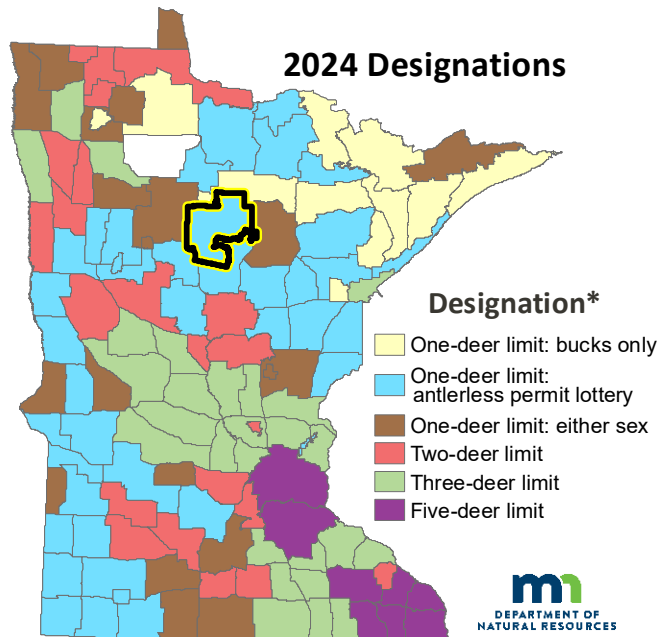 2024 Designations
Designation*
One-deer limit: bucks only
One-deer limit:
antlerless permit lottery
One-deer limit: either sex
Two-deer limit
Three-deer limit
Five-deer limit
mn
DEPARTMENT OF
NATURAL RESOURCES